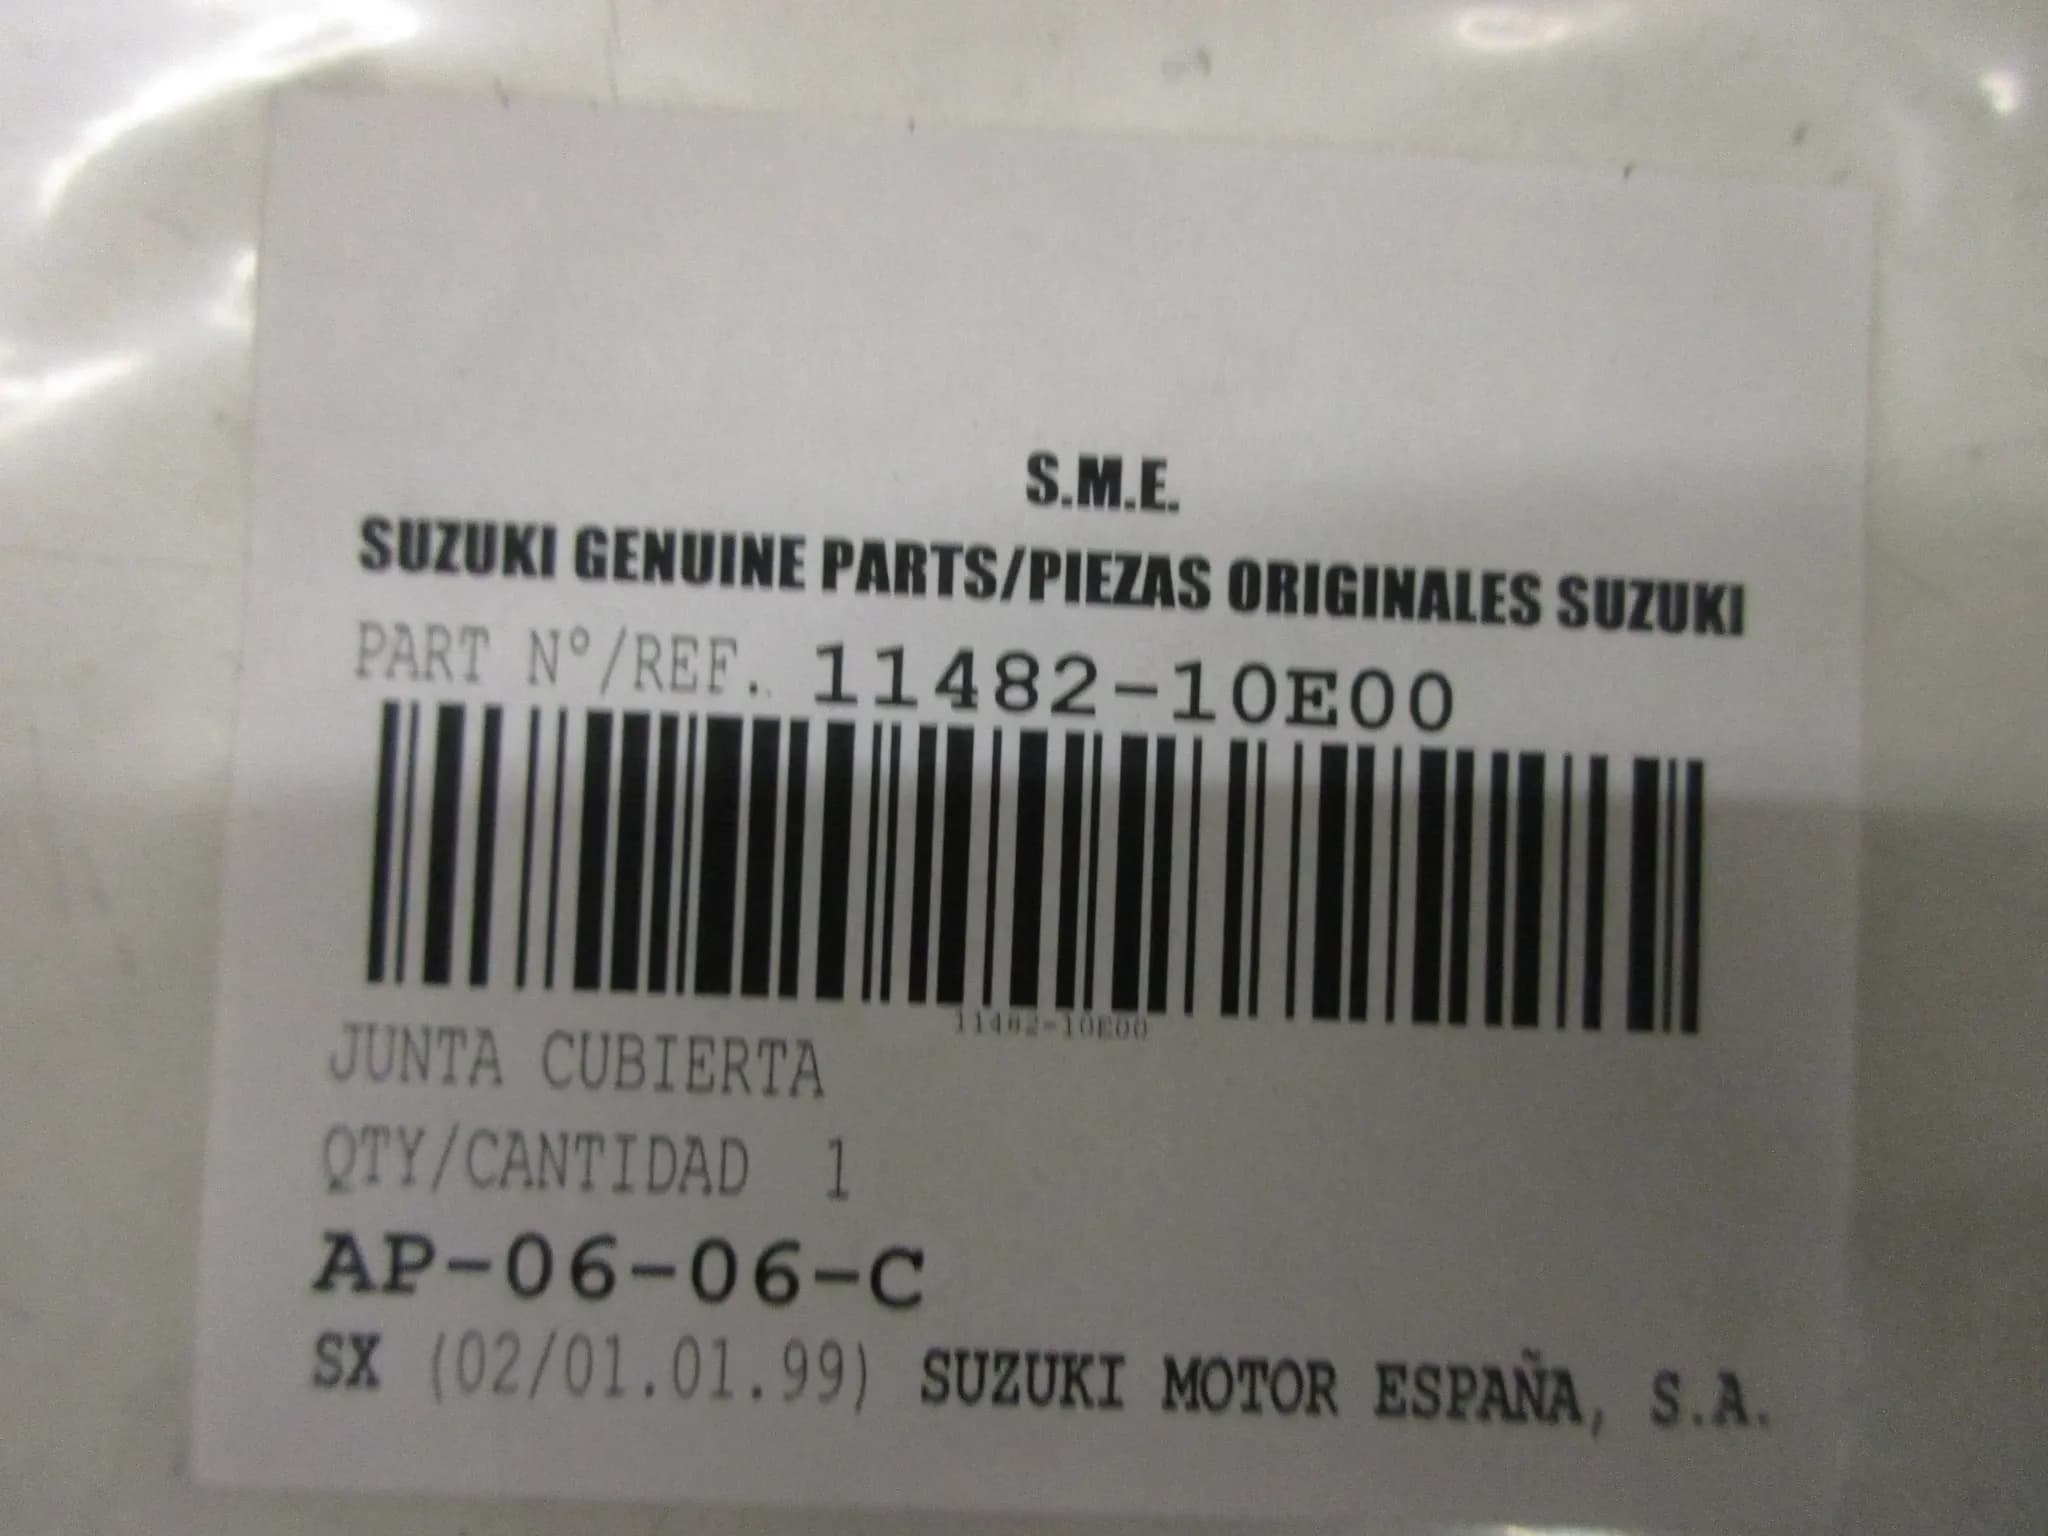 S.M.E.
SUZUKI GENUINE PARTS/PIEZAS ORIGINALES SUZUKI
PART Nº/REF. 11482-10E00
11482-10E00
JUNTA CUBIERTA
QTY/CANTIDAD 1
AP-06-06-C
SX (02/01.01.99) SUZUKI MOTOR ESPAÑA, S.A.